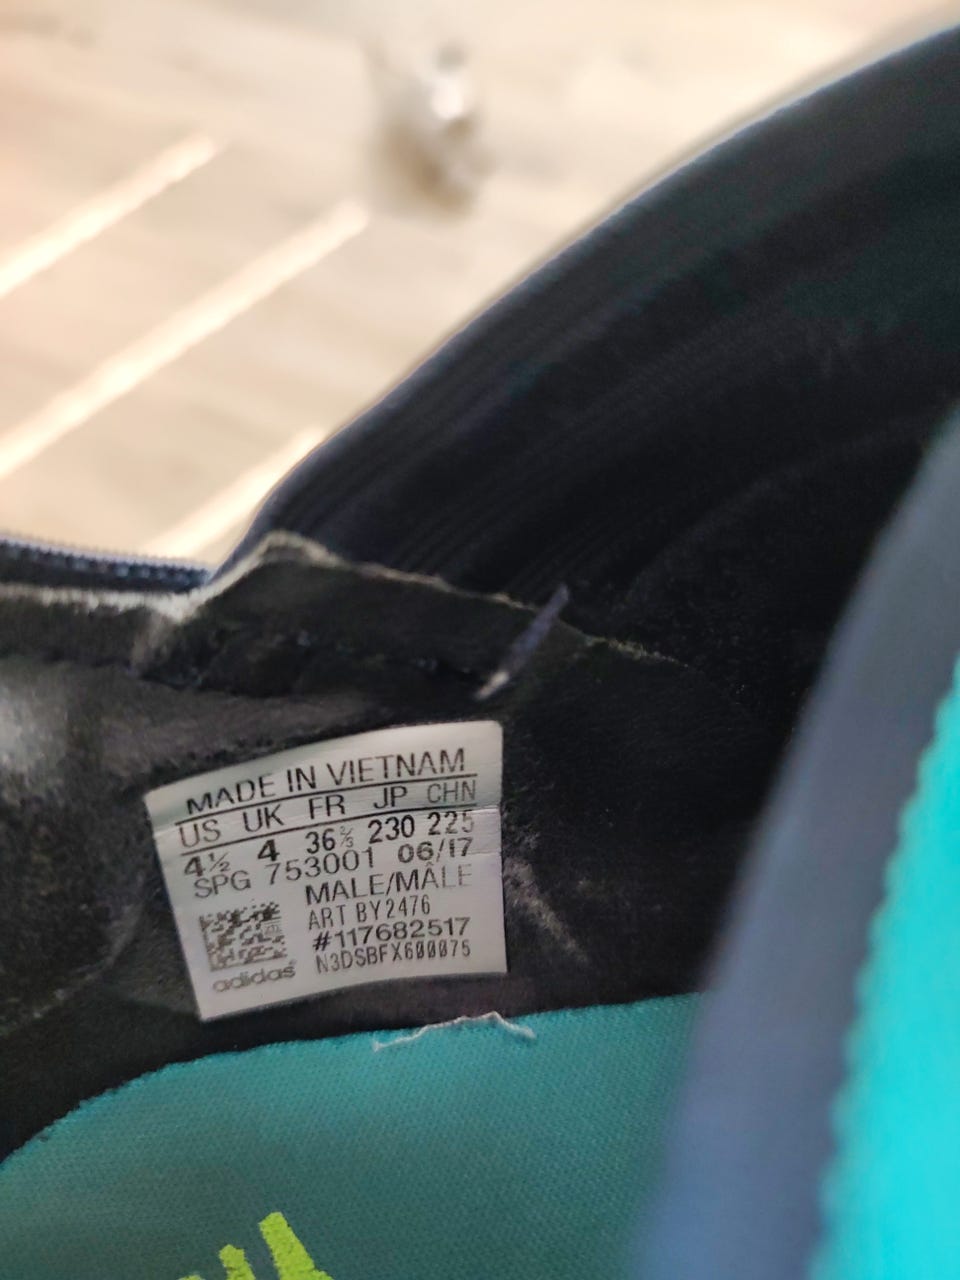 MADE IN VIETNAM
US UK FR JP CHN
4½ 4 36⅔ 230 225
SPG 753001 06/17
MALE/MÂLE
ART BY2476
#117682517
N3DSBFX600075
adidas®